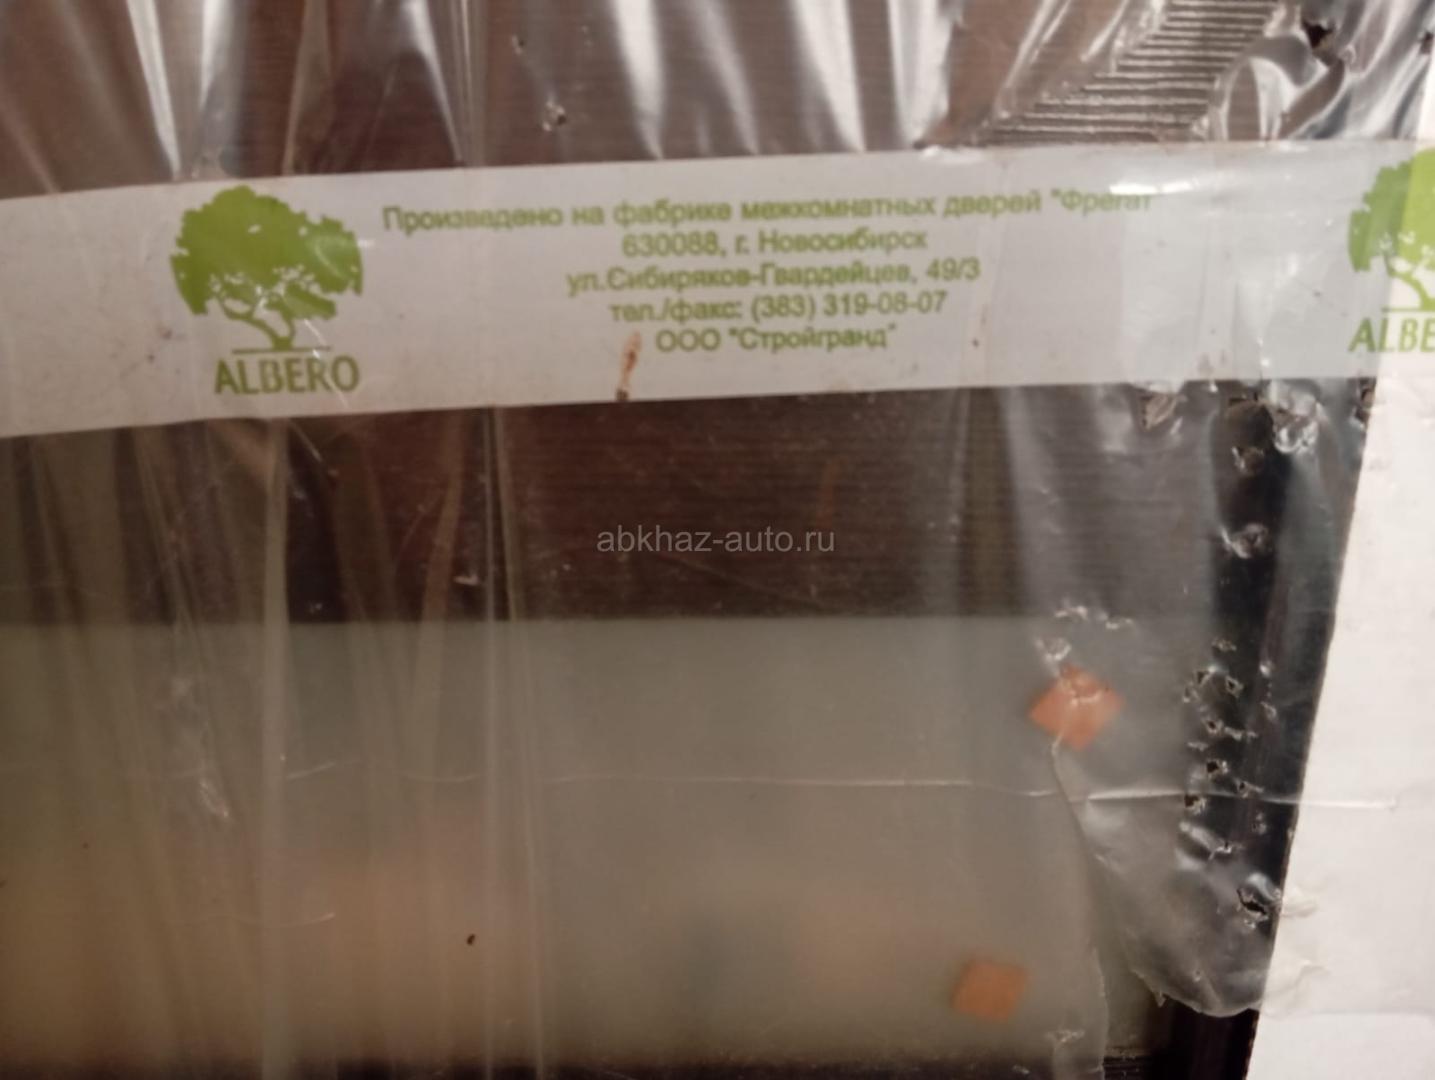 Произведено на фабрике межкомнатных дверей "Фрегат"
630088, г. Новосибирск
ул.Сибиряков-Гвардейцев, 49/3
тел./факс: (383) 319-08-07
ООО "Стройгранд"
ALBERO
ALBE
abkhaz-auto.ru